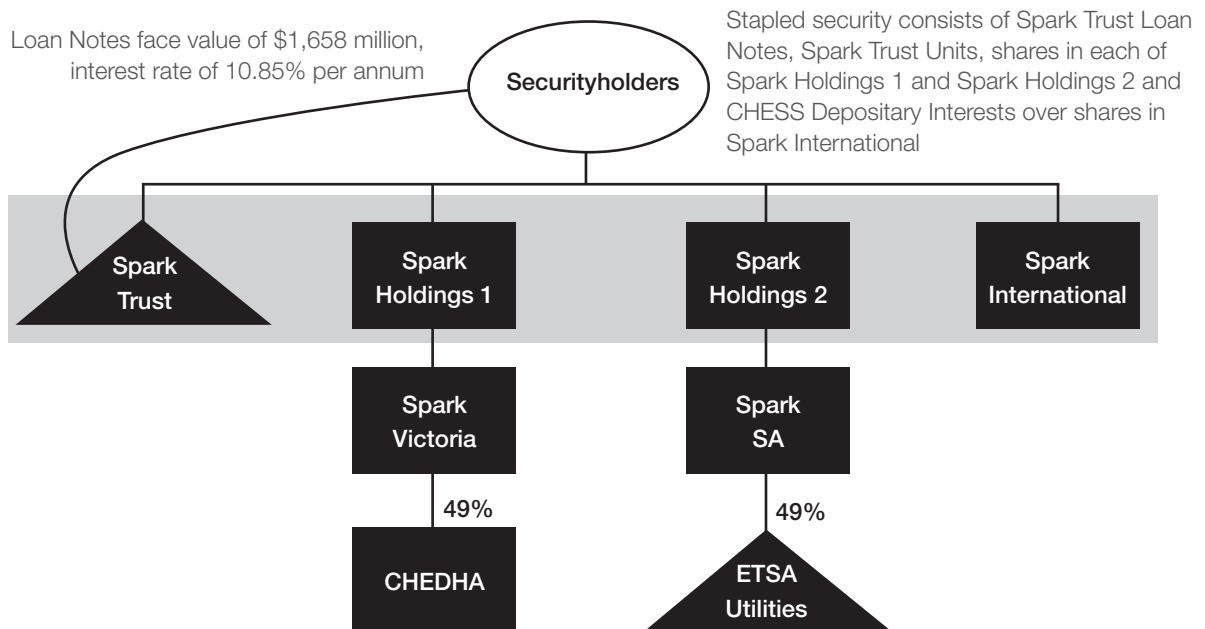 Loan Notes face value of $1,658 million,
interest rate of 10.85% per annum
Securityholders
Stapled security consists of Spark Trust Loan
Notes, Spark Trust Units, shares in each of
Spark Holdings 1 and Spark Holdings 2 and
CHESS Depositary Interests over shares in
Spark International
Spark
Trust
Spark
Holdings 1
Spark
Holdings 2
Spark
International
Spark
Victoria
Spark
SA
49%
49%
CHEDHA
ETSA
Utilities